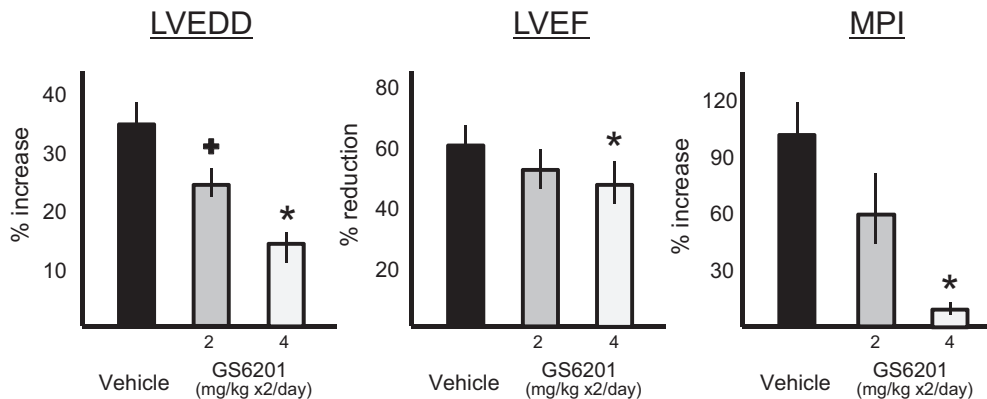 LVEDD
% increase
40
30
20
10
✚
*
2
4
Vehicle
GS6201
(mg/kg x2/day)
LVEF
% reduction
80
60
40
20
*
2
4
Vehicle
GS6201
(mg/kg x2/day)
MPI
% increase
120
90
60
30
*
2
4
Vehicle
GS6201
(mg/kg x2/day)